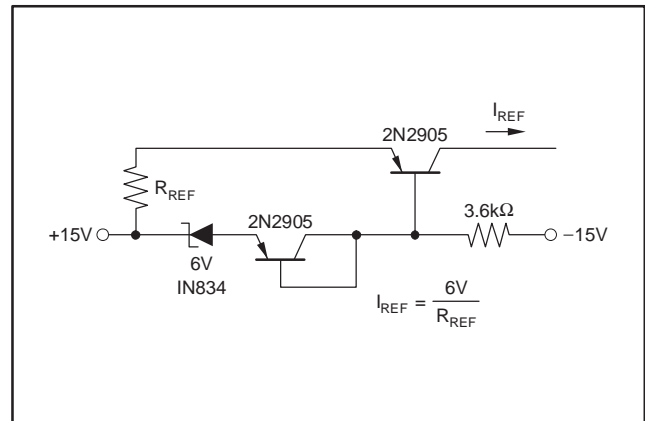 I_REF
2N2905
R_REF
2N2905
3.6kΩ
+15V
–15V
6V
IN834
I_REF = 6V / R_REF